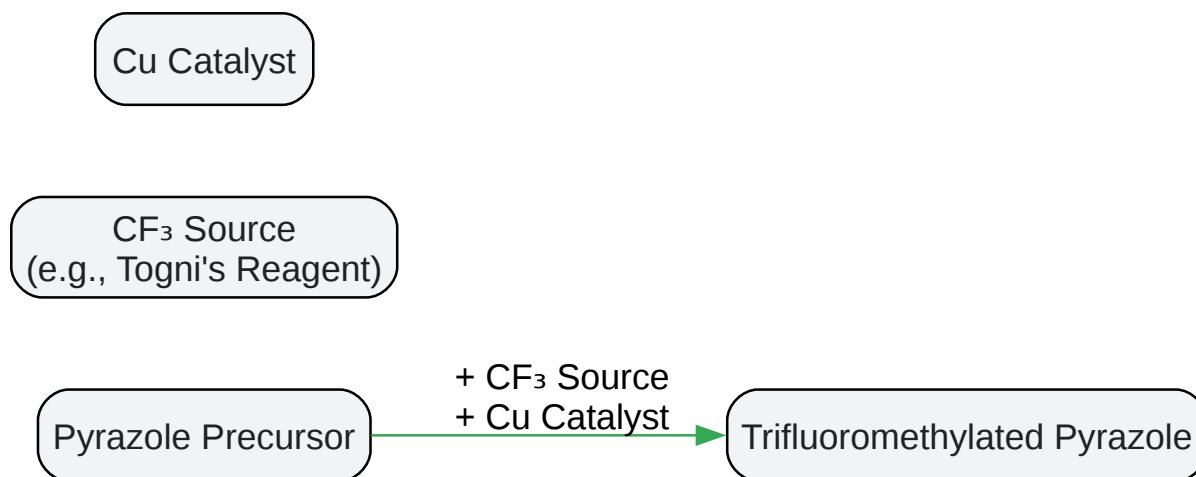 Cu Catalyst
CF₃ Source
(e.g., Togni's Reagent)
+ CF₃ Source
+ Cu Catalyst
Pyrazole Precursor
Trifluoromethylated Pyrazole